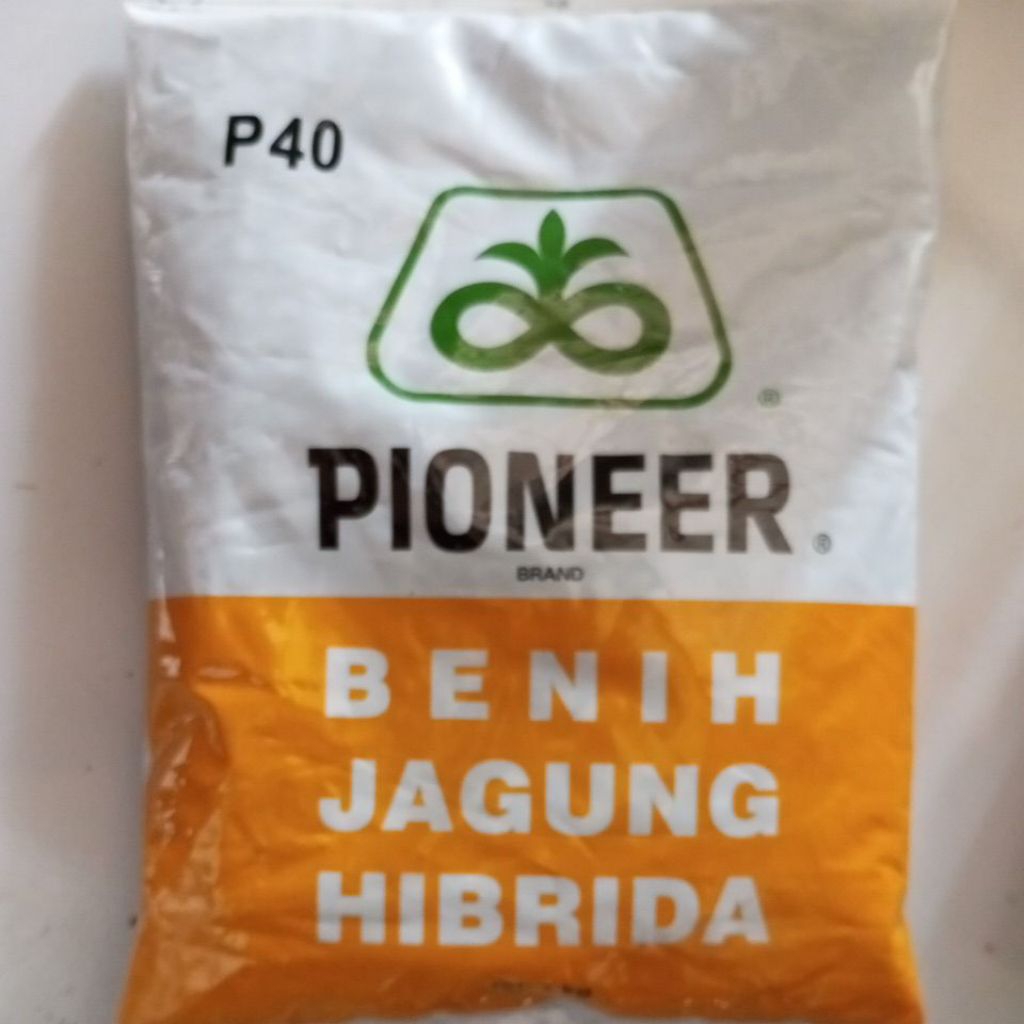 P40
®
PIONEER®
BRAND
BENIH
JAGUNG
HIBRIDA